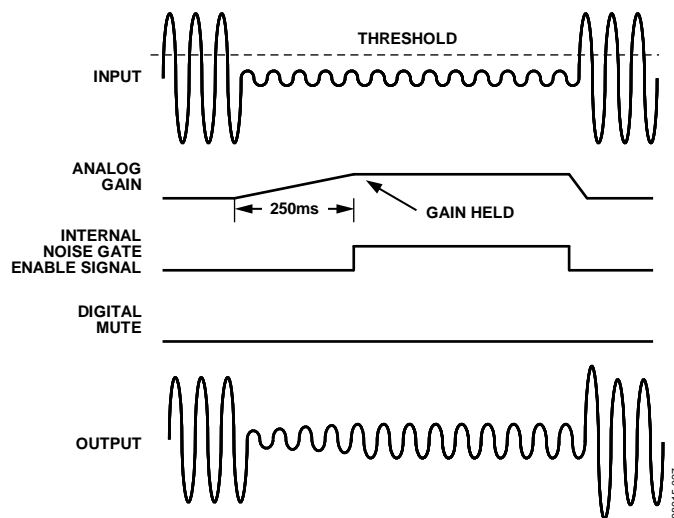 THRESHOLD
INPUT
ANALOG
GAIN
250ms
GAIN HELD
INTERNAL
NOISE GATE
ENABLE SIGNAL
DIGITAL
MUTE
OUTPUT